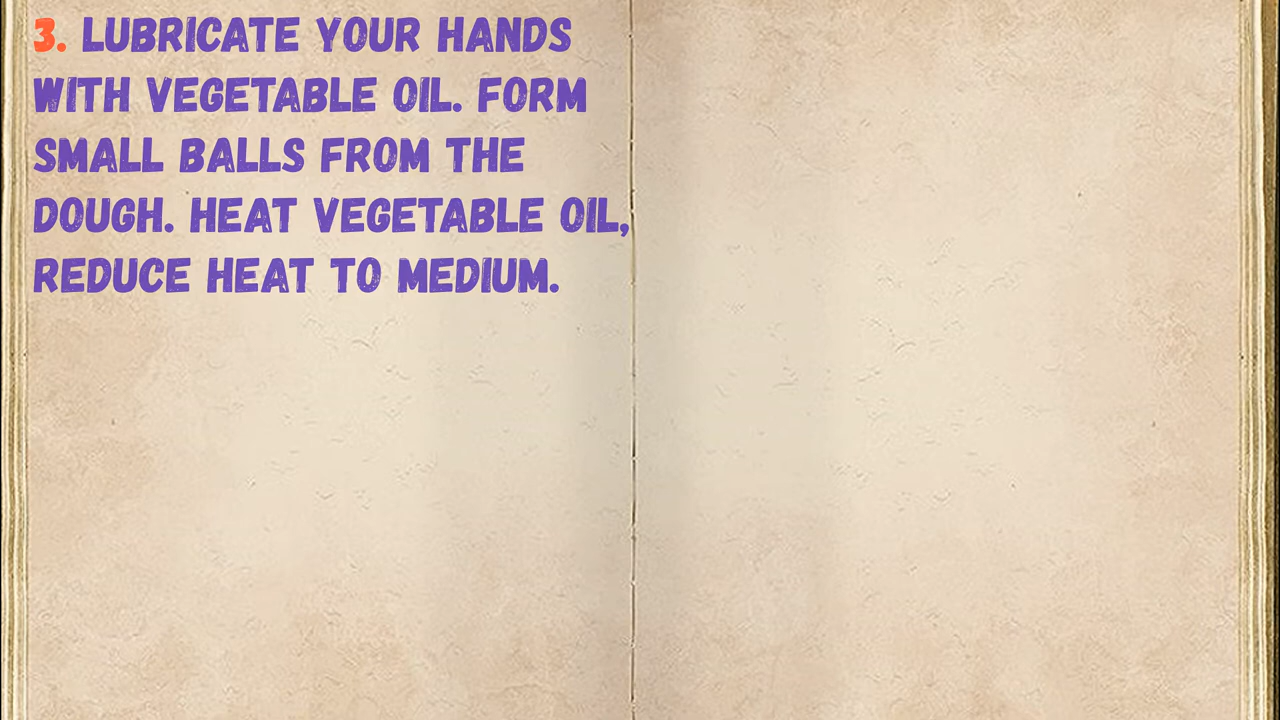 3. LUBRICATE YOUR HANDS
WITH VEGETABLE OIL. FORM
SMALL BALLS FROM THE
DOUGH. HEAT VEGETABLE OIL,
REDUCE HEAT TO MEDIUM.